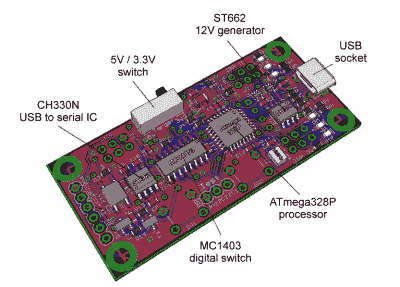 ST662
12V generator
USB
socket
5V / 3.3V
switch
CH330N
USB to serial IC
ATmega328P
processor
MC1403
digital switch